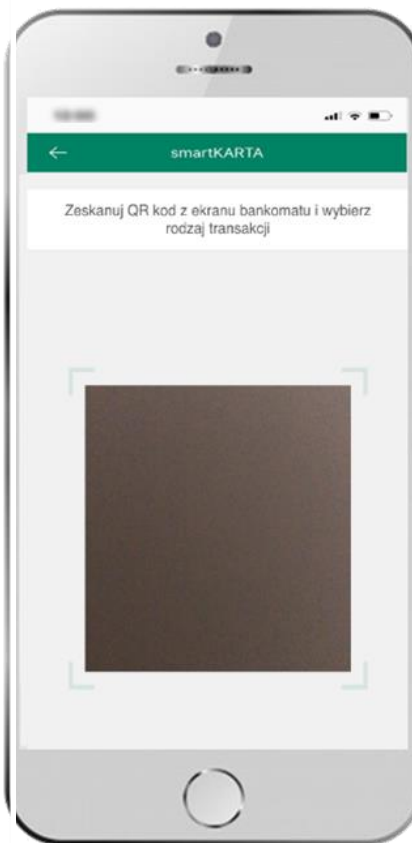 smartKARTA
Zeskanuj QR kod z ekranu bankomatu i wybierz
rodzaj transakcji